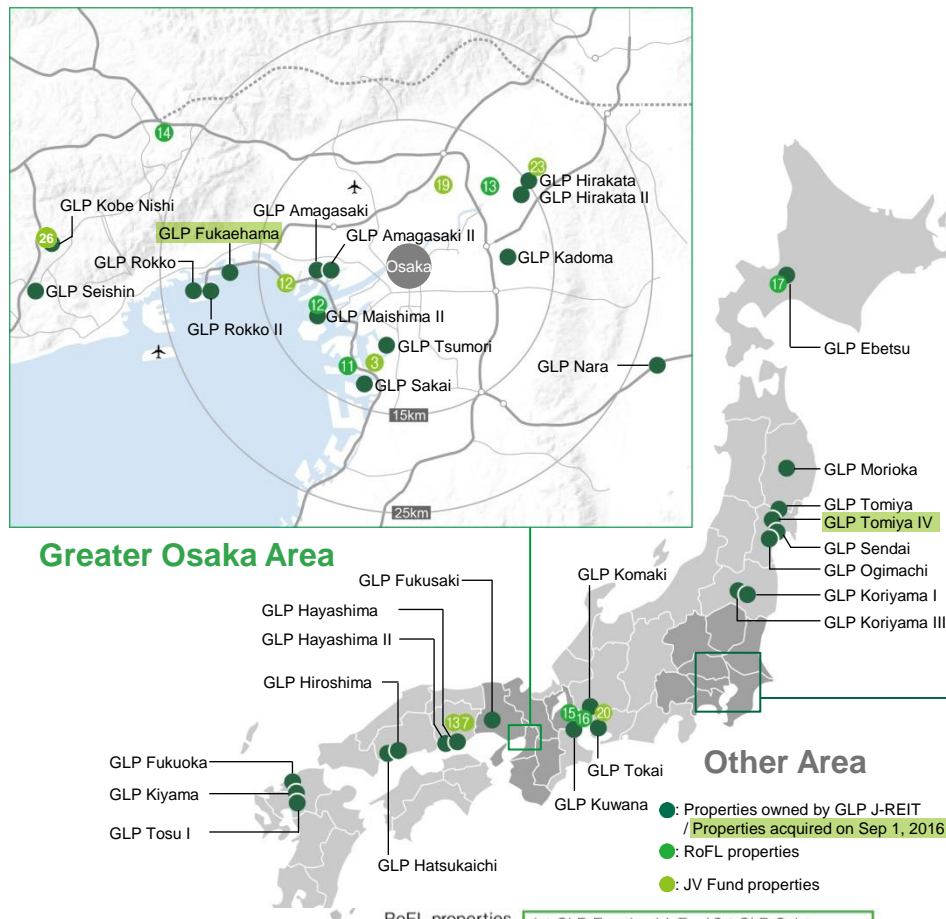 14
23
19
13
GLP Hirakata
GLP Hirakata II
GLP Kobe Nishi
GLP Amagasaki
26
GLP Fukaehama
GLP Amagasaki II
GLP Kadoma
GLP Rokko
Osaka
12
17
GLP Seishin
12
GLP Maishima II
GLP Rokko II
GLP Tsumori
GLP Ebetsu
11
3
GLP Nara
GLP Sakai
15km
GLP Morioka
25km
GLP Tomiya
GLP Tomiya IV
GLP Sendai
Greater Osaka Area
GLP Ogimachi
GLP Fukusaki
GLP Komaki
GLP Koriyama I
GLP Hayashima
GLP Koriyama III
GLP Hayashima II
GLP Hiroshima
13
7
15
16
20
GLP Fukuoka
GLP Tokai
Other Area
GLP Kiyama
GLP Kuwana
GLP Tosu I
: Properties owned by GLP J-REIT
/ Properties acquired on Sep 1, 2016
GLP Hatsukaichi
: RoFL properties
: JV Fund properties
RoFL properties